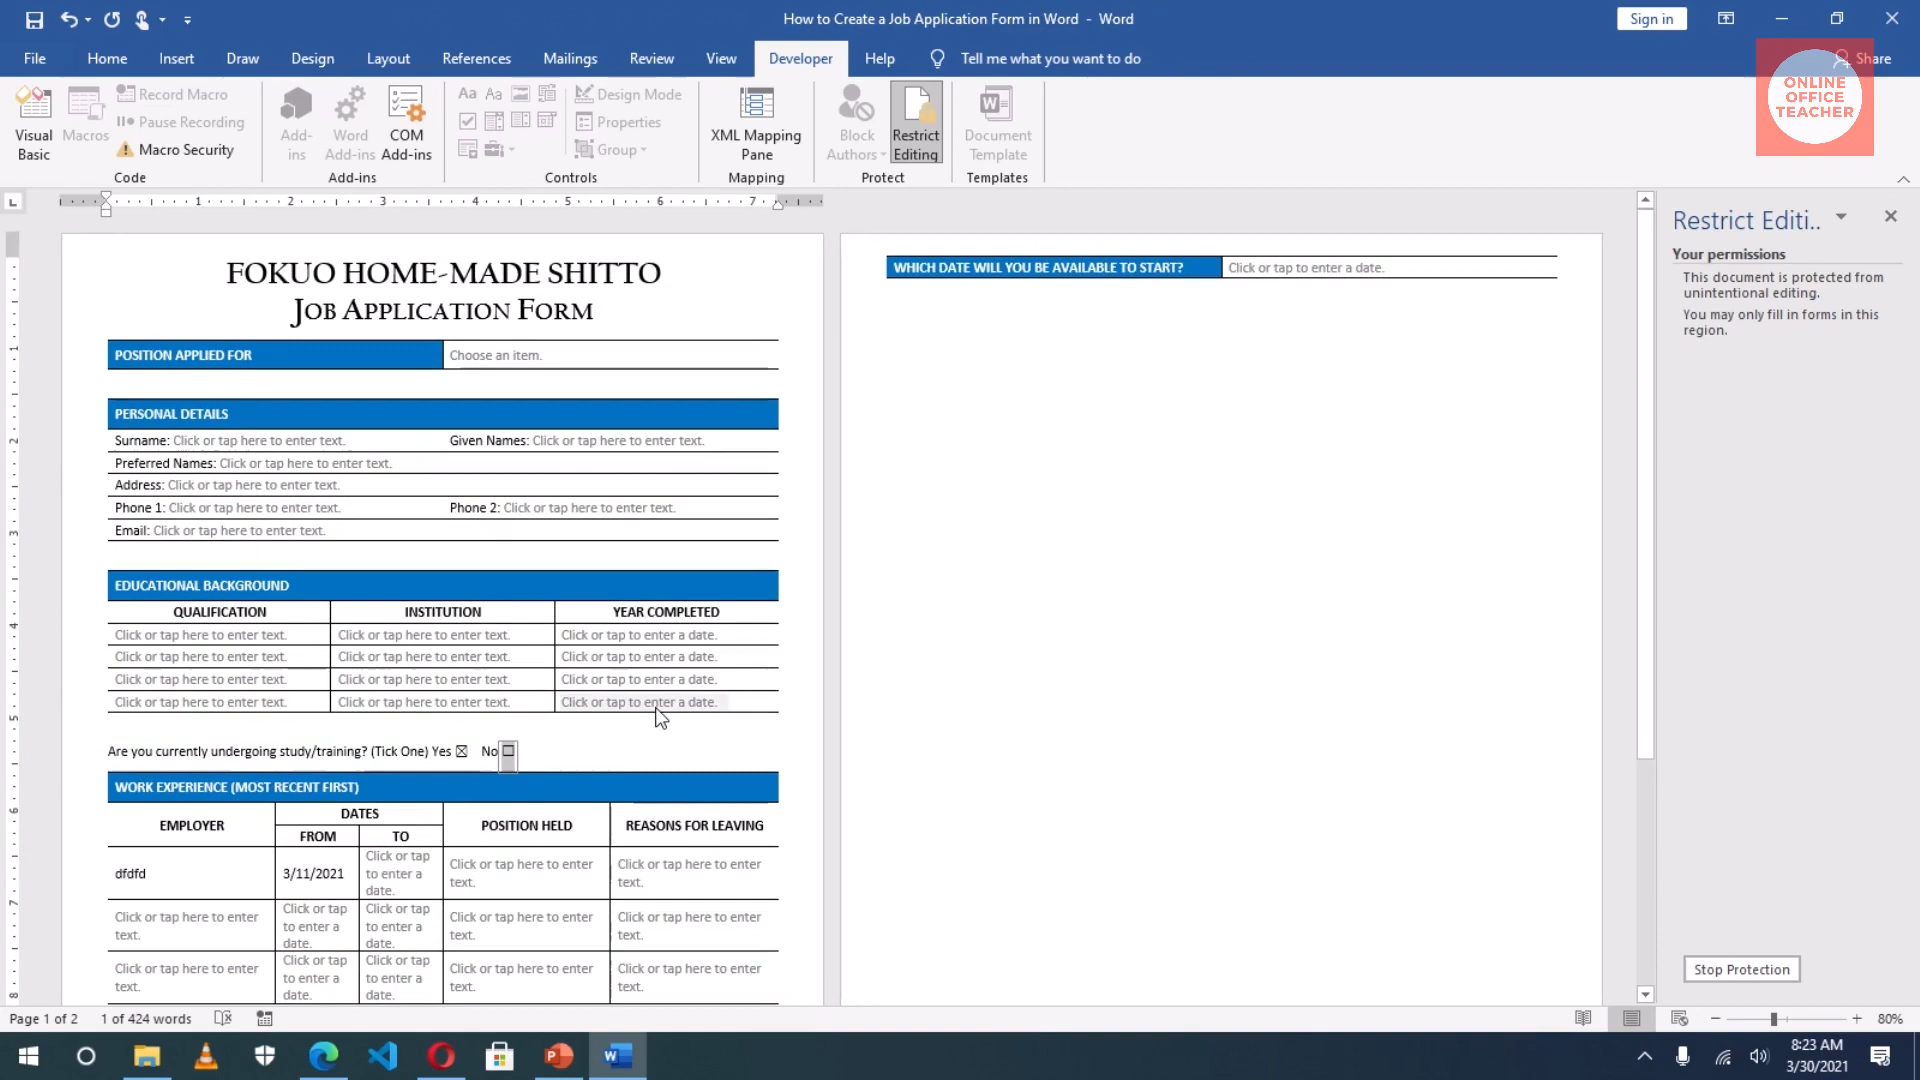 How to Create a Job Application Form in Word - Word
Sign in
File Home Insert Draw Design Layout References Mailings Review View Developer Help Tell me what you want to do
Share
ONLINE
OFFICE
TEACHER
Visual
Basic
Macros
Record Macro
Pause Recording
Macro Security
Code
Add-
ins
Word
Add-ins
COM
Add-ins
Add-ins
Aa Aa
Design Mode
Properties
Group
Controls
XML Mapping
Pane
Mapping
Block
Authors
Restrict
Editing
Protect
Document
Template
Templates
L
1 2 3 4 5 6 7
1
2
3
4
5
6
7
8
FOKUO HOME-MADE SHITTO
JOB APPLICATION FORM
POSITION APPLIED FOR Choose an item.
PERSONAL DETAILS
Surname: Click or tap here to enter text. Given Names: Click or tap here to enter text.
Preferred Names: Click or tap here to enter text.
Address: Click or tap here to enter text.
Phone 1: Click or tap here to enter text. Phone 2: Click or tap here to enter text.
Email: Click or tap here to enter text.
EDUCATIONAL BACKGROUND
QUALIFICATION INSTITUTION YEAR COMPLETED
Click or tap here to enter text. Click or tap here to enter text. Click or tap to enter a date.
Click or tap here to enter text. Click or tap here to enter text. Click or tap to enter a date.
Click or tap here to enter text. Click or tap here to enter text. Click or tap to enter a date.
Click or tap here to enter text. Click or tap here to enter text. Click or tap to enter a date.
Are you currently undergoing study/training? (Tick One) Yes ☒ No ☐
WORK EXPERIENCE (MOST RECENT FIRST)
EMPLOYER
DATES
FROM TO
POSITION HELD
REASONS FOR LEAVING
dfdfd
3/11/2021
Click or tap
to enter a
date.
Click or tap here to enter
text.
Click or tap here to enter
text.
Click or tap here to enter
text.
Click or tap
to enter a
date.
Click or tap
to enter a
date.
Click or tap here to enter
text.
Click or tap here to enter
text.
Click or tap here to enter
text.
Click or tap
to enter a
date.
Click or tap
to enter a
date.
Click or tap here to enter
text.
Click or tap here to enter
text.
WHICH DATE WILL YOU BE AVAILABLE TO START? Click or tap to enter a date.
Restrict Editi..
Your permissions
This document is protected from
unintentional editing.
You may only fill in forms in this
region.
Stop Protection
Page 1 of 2 1 of 424 words
80%
8:23 AM
3/30/2021